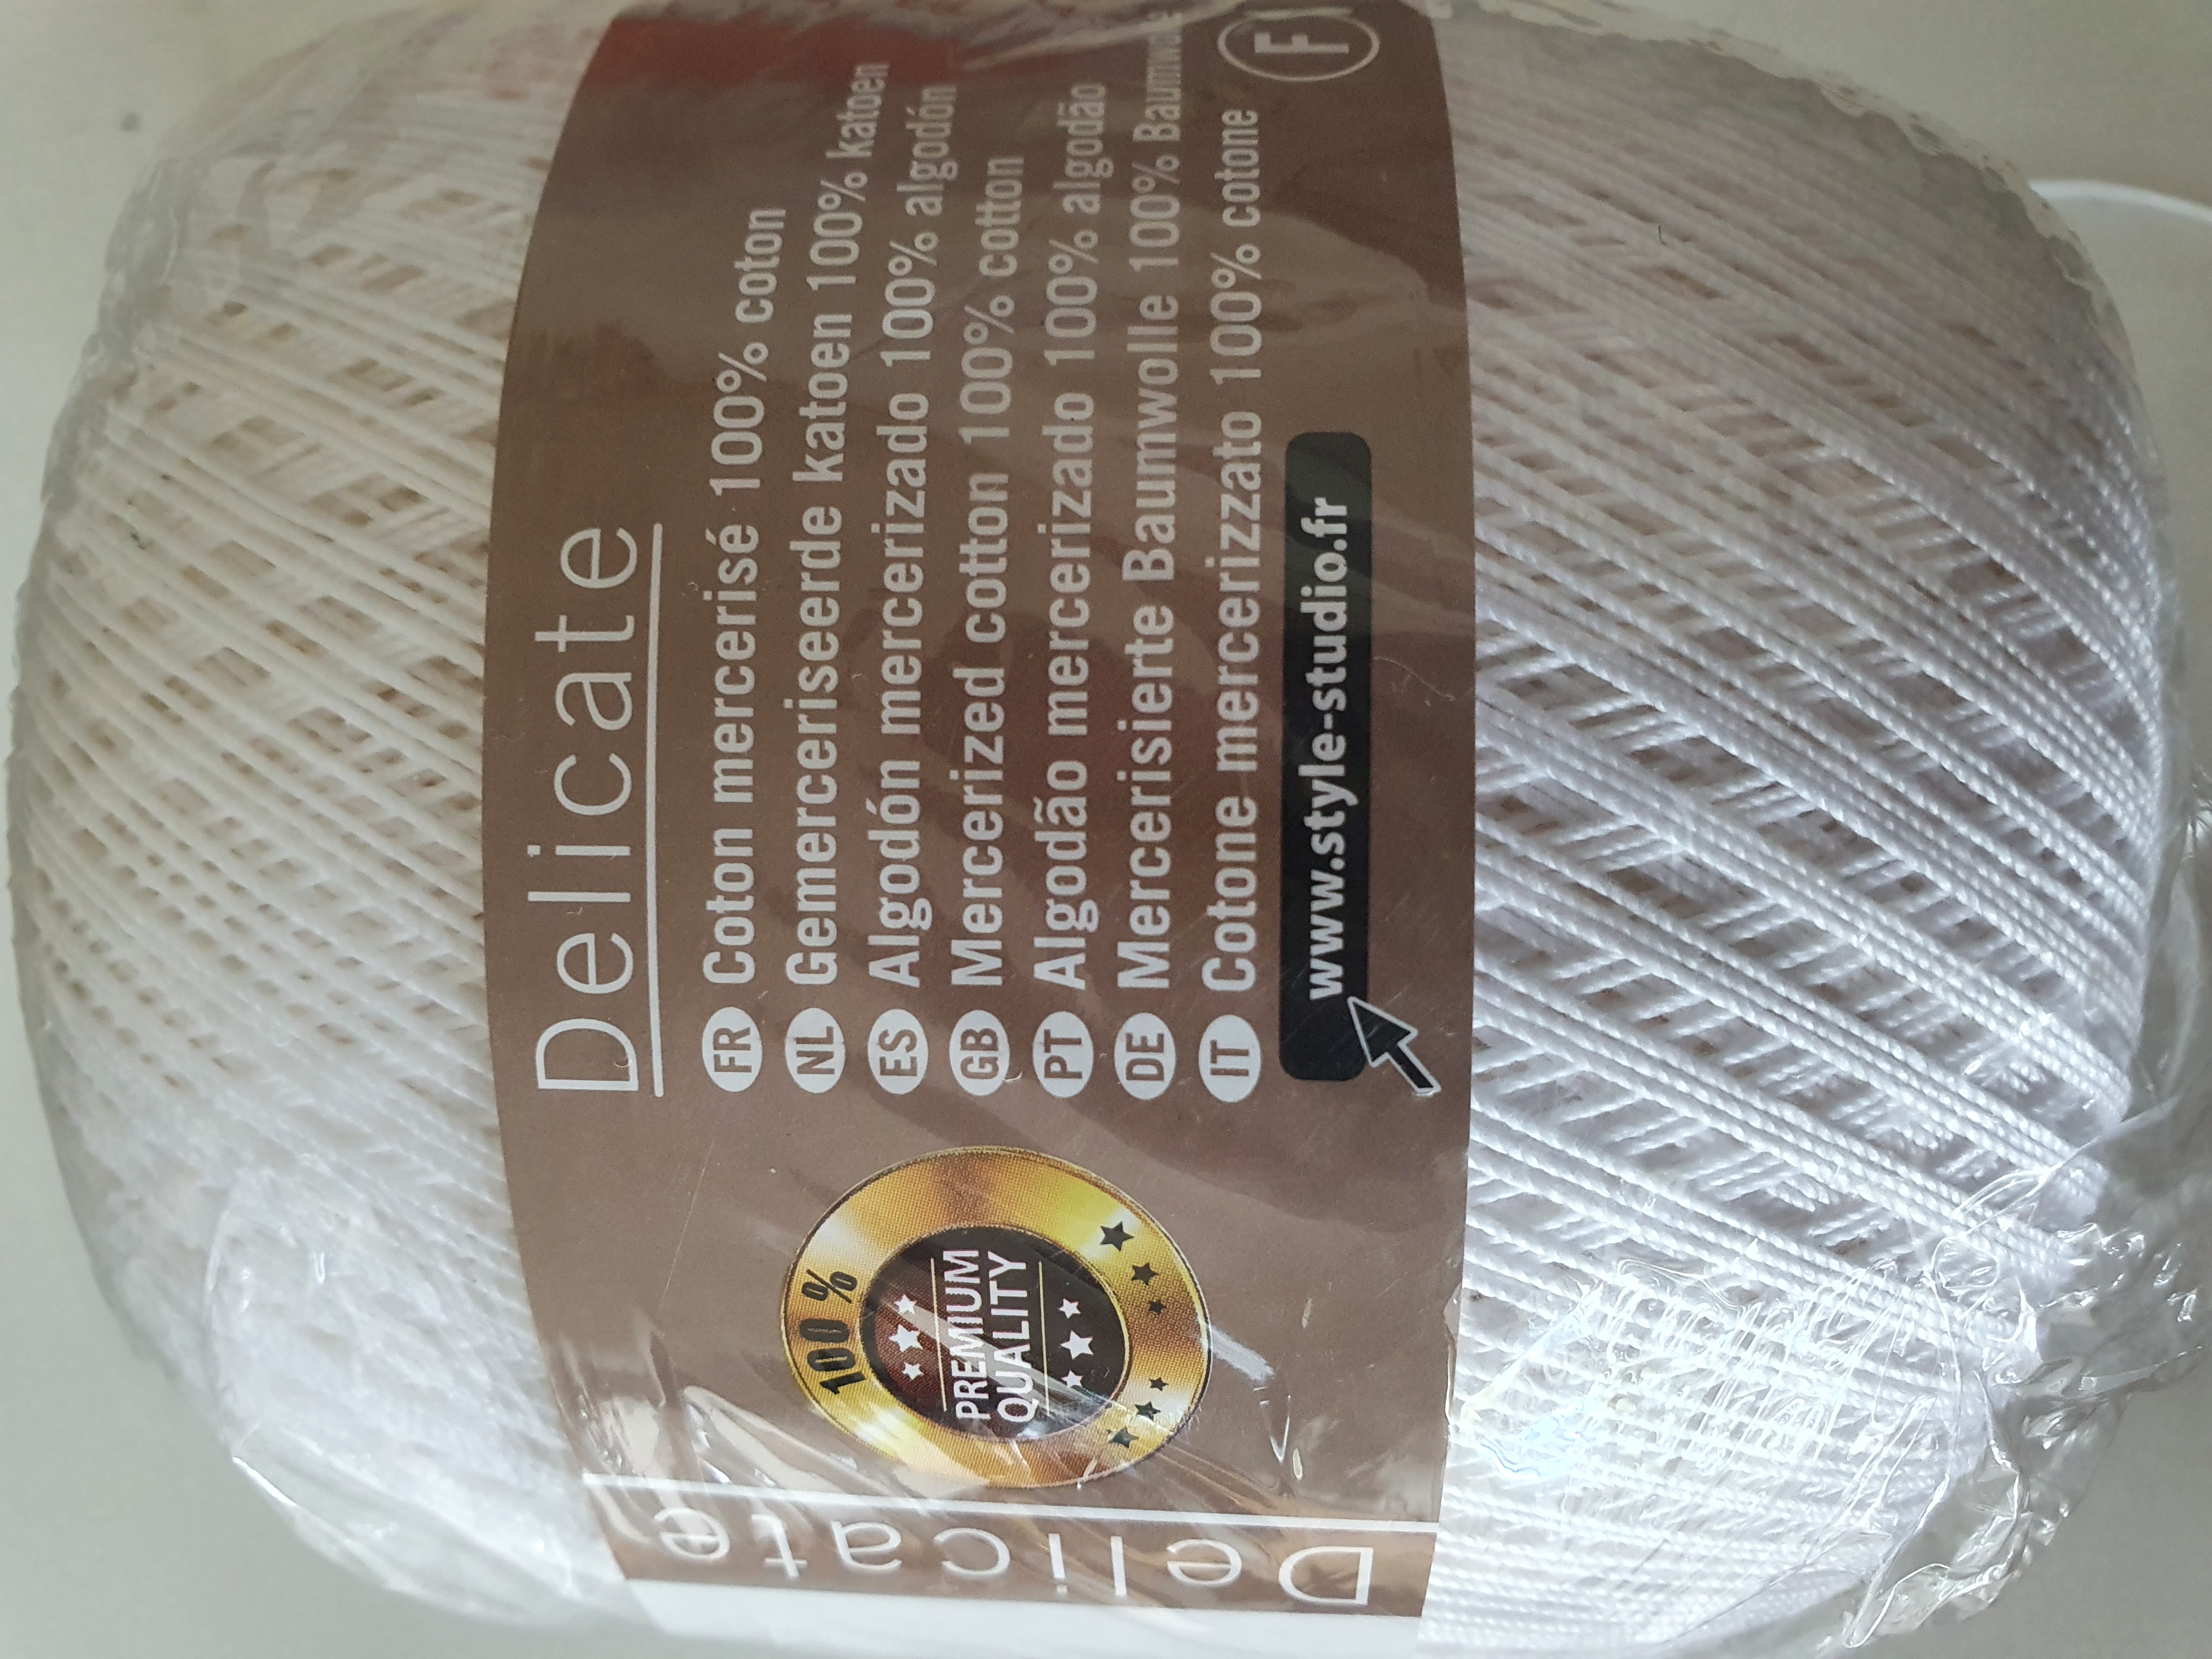 Delicate
FR Coton mercerisé 100% coton
NL Gemerceriseerde katoen 100% katoen
ES Algodón mercerizado 100% algodón
GB Mercerized cotton 100% cotton
PT Algodão mercerizado 100% algodão
DE Mercerisierte Baumwolle 100% Baumwolle
IT Cotone mercerizzato 100% cotone
F
www.style-studio.fr
100 %
PREMIUM
QUALITY
Delicate